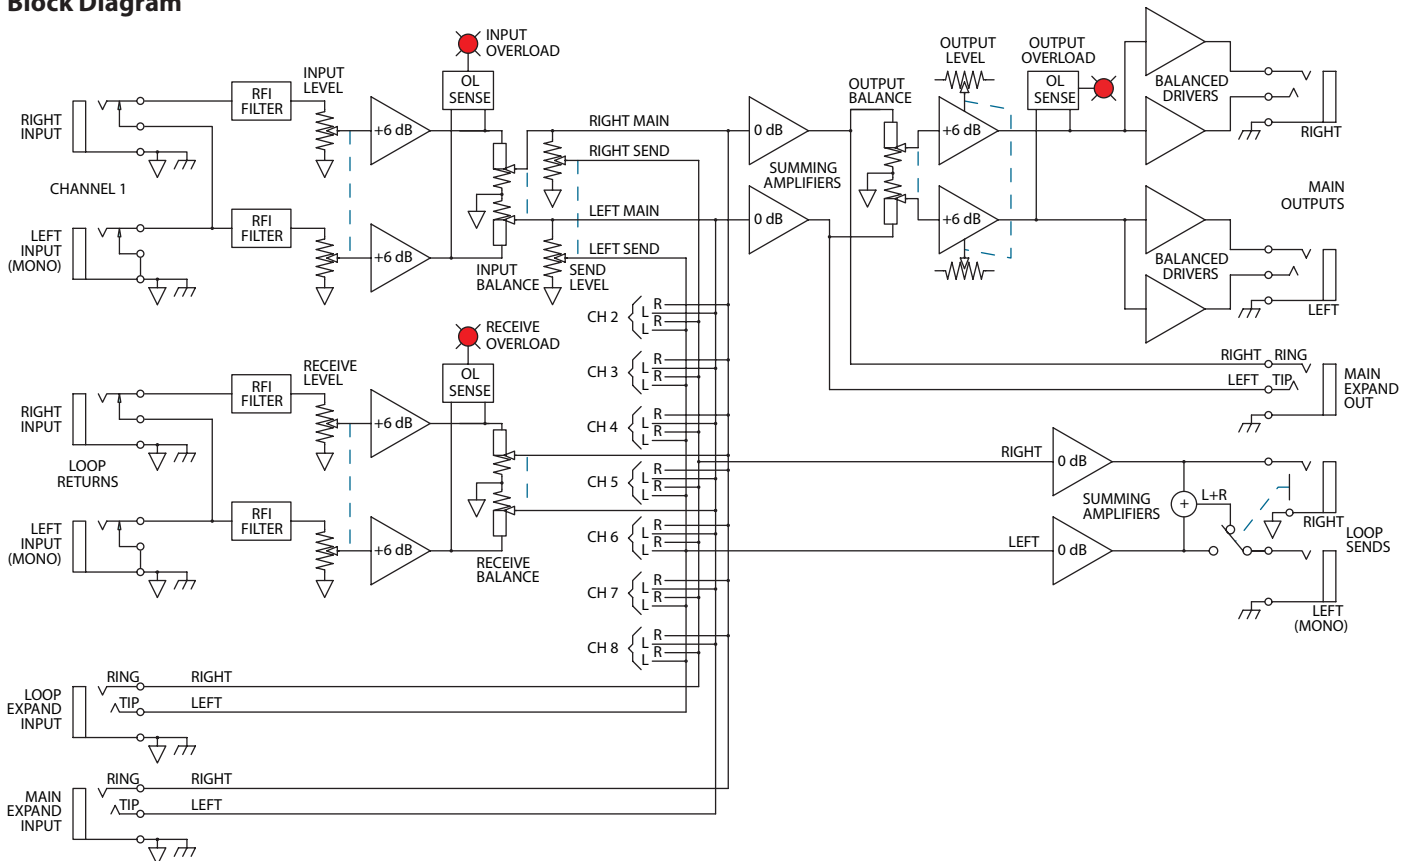 Block Diagram
INPUT
OVERLOAD
OL
SENSE
INPUT
LEVEL
RFI
FILTER
+6 dB
RIGHT
INPUT
CHANNEL 1
LEFT
INPUT
(MONO)
RFI
FILTER
+6 dB
INPUT
BALANCE
RIGHT MAIN
RIGHT SEND
LEFT MAIN
LEFT SEND
SEND
LEVEL
0 dB
SUMMING
AMPLIFIERS
0 dB
OUTPUT
BALANCE
OUTPUT
LEVEL
+6 dB
+6 dB
OUTPUT
OVERLOAD
OL
SENSE
BALANCED
DRIVERS
RIGHT
MAIN
OUTPUTS
BALANCED
DRIVERS
LEFT
RIGHT
RING
LEFT
TIP
MAIN
EXPAND
OUT
CH 2
R
L
R
L
CH 3
R
L
R
L
CH 4
R
L
R
L
CH 5
R
L
R
L
CH 6
R
L
R
L
CH 7
R
L
R
L
CH 8
R
L
R
L
RECEIVE
OVERLOAD
OL
SENSE
RECEIVE
LEVEL
RFI
FILTER
+6 dB
RIGHT
INPUT
LOOP
RETURNS
LEFT
INPUT
(MONO)
RFI
FILTER
+6 dB
RECEIVE
BALANCE
RIGHT
0 dB
SUMMING
AMPLIFIERS
+
L+R
LEFT
0 dB
RIGHT
LOOP
SENDS
LEFT
(MONO)
LOOP
EXPAND
INPUT
RING
RIGHT
TIP
LEFT
MAIN
EXPAND
INPUT
RING
RIGHT
TIP
LEFT